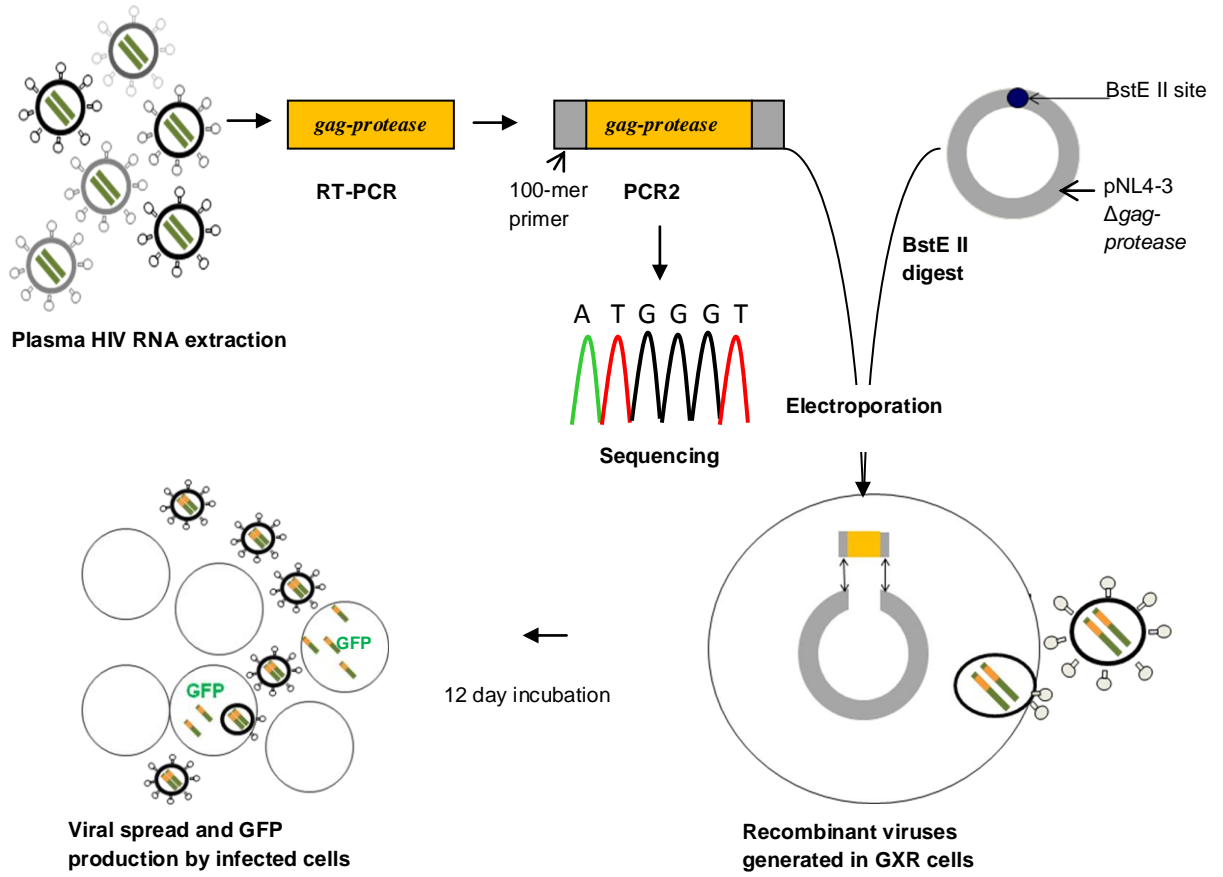 gag-protease
RT-PCR
gag-protease
100-mer
primer
PCR2
BstE II site
pNL4-3
Δgag-
protease
BstE II
digest
Plasma HIV RNA extraction
A T G G G T
Sequencing
Electroporation
GFP
GFP
12 day incubation
Viral spread and GFP
production by infected cells
Recombinant viruses
generated in GXR cells